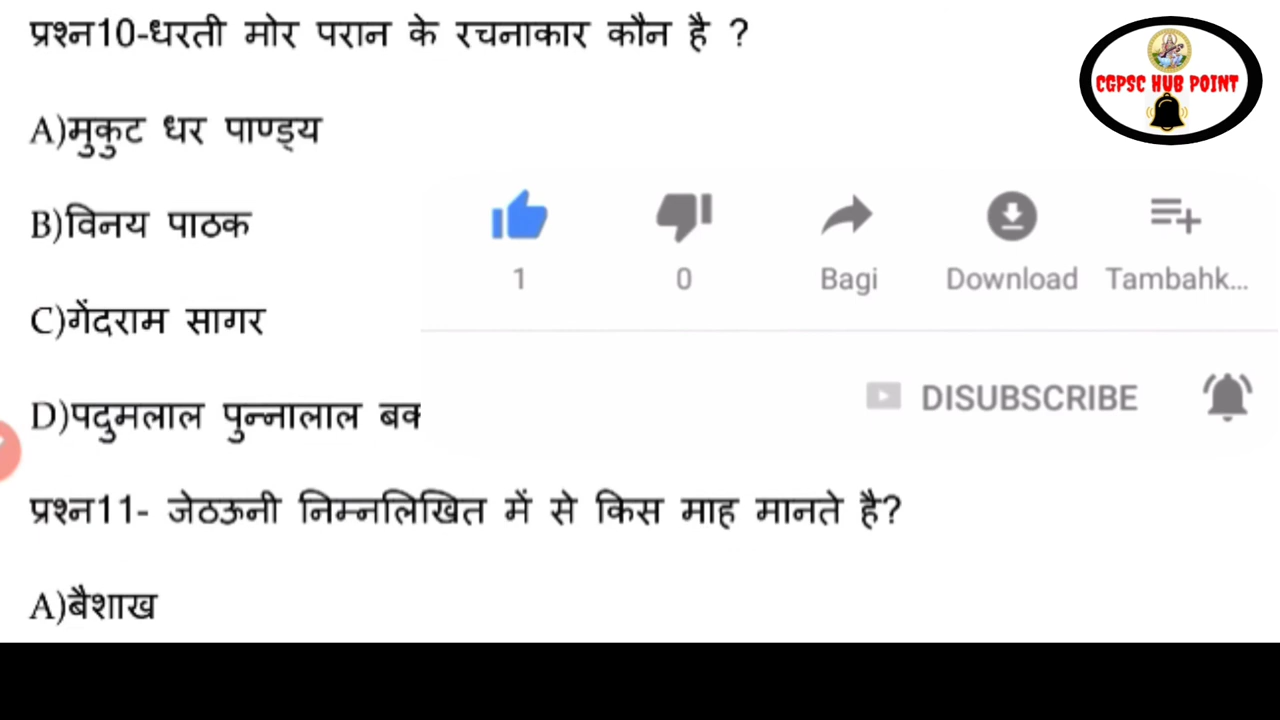 प्रश्न10-धरती मोर परान के रचनाकार कौन है ?
CGPSC HUB POINT
A)मुकुट धर पाण्ड्य
B)विनय पाठक
1 0 Bagi Download Tambahk...
C)गेंदराम सागर
DISUBSCRIBE
D)पदुमलाल पुन्नालाल
प्रश्न11- जेठऊनी निम्नलिखित में से किस माह मानते है?
A)बैशाख